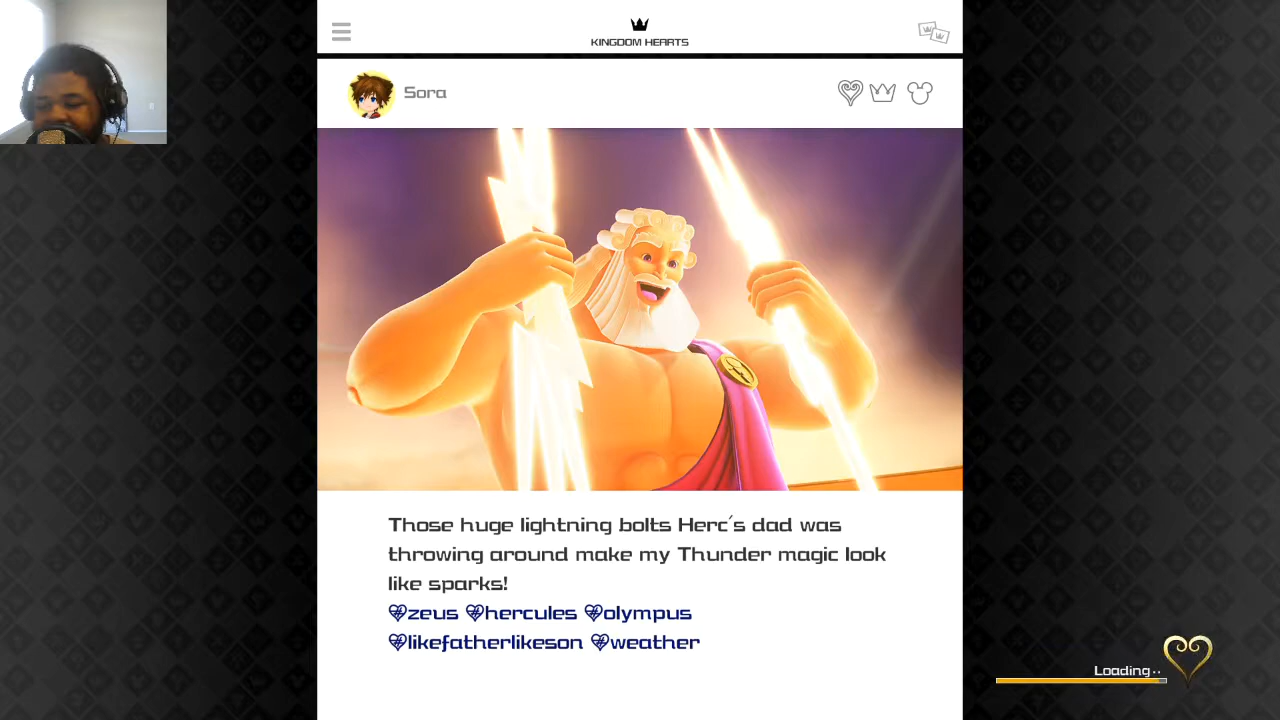 KINGDOM HEARTS
Sora
Those huge lightning bolts Herc's dad was
throwing around make my Thunder magic look
like sparks!
#zeus #hercules #olympus
#likefatherlikeson #weather
Loading..